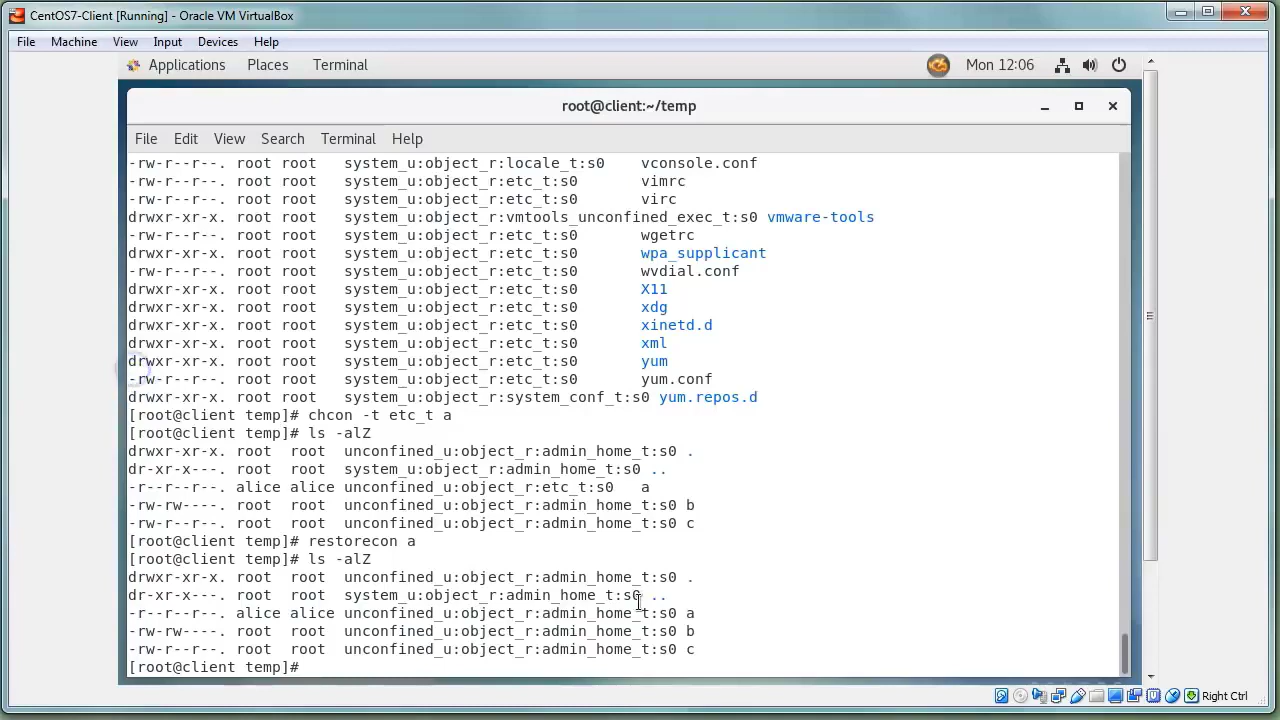 CentOS7-Client [Running] - Oracle VM VirtualBox
File Machine View Input Devices Help
Applications Places Terminal Mon 12:06
root@client:~/temp
File Edit View Search Terminal Help
-rw-r--r--. root root   system_u:object_r:locale_t:s0    vconsole.conf
-rw-r--r--. root root   system_u:object_r:etc_t:s0       vimrc
-rw-r--r--. root root   system_u:object_r:etc_t:s0       virc
drwxr-xr-x. root root   system_u:object_r:vmtools_unconfined_exec_t:s0 vmware-tools
-rw-r--r--. root root   system_u:object_r:etc_t:s0       wgetrc
drwxr-xr-x. root root   system_u:object_r:etc_t:s0       wpa_supplicant
-rw-r--r--. root root   system_u:object_r:etc_t:s0       wvdial.conf
drwxr-xr-x. root root   system_u:object_r:etc_t:s0       X11
drwxr-xr-x. root root   system_u:object_r:etc_t:s0       xdg
drwxr-xr-x. root root   system_u:object_r:etc_t:s0       xinetd.d
drwxr-xr-x. root root   system_u:object_r:etc_t:s0       xml
drwxr-xr-x. root root   system_u:object_r:etc_t:s0       yum
-rw-r--r--. root root   system_u:object_r:etc_t:s0       yum.conf
drwxr-xr-x. root root   system_u:object_r:system_conf_t:s0 yum.repos.d
[root@client temp]# chcon -t etc_t a
[root@client temp]# ls -alZ
drwxr-xr-x. root  root  unconfined_u:object_r:admin_home_t:s0 .
dr-xr-x---. root  root  system_u:object_r:admin_home_t:s0 ..
-r--r--r--. alice alice unconfined_u:object_r:etc_t:s0   a
-rw-rw----. root  root  unconfined_u:object_r:admin_home_t:s0 b
-rw-r--r--. root  root  unconfined_u:object_r:admin_home_t:s0 c
[root@client temp]# restorecon a
[root@client temp]# ls -alZ
drwxr-xr-x. root  root  unconfined_u:object_r:admin_home_t:s0 .
dr-xr-x---. root  root  system_u:object_r:admin_home_t:s0 ..
-r--r--r--. alice alice unconfined_u:object_r:admin_home_t:s0 a
-rw-rw----. root  root  unconfined_u:object_r:admin_home_t:s0 b
-rw-r--r--. root  root  unconfined_u:object_r:admin_home_t:s0 c
[root@client temp]#
Right Ctrl